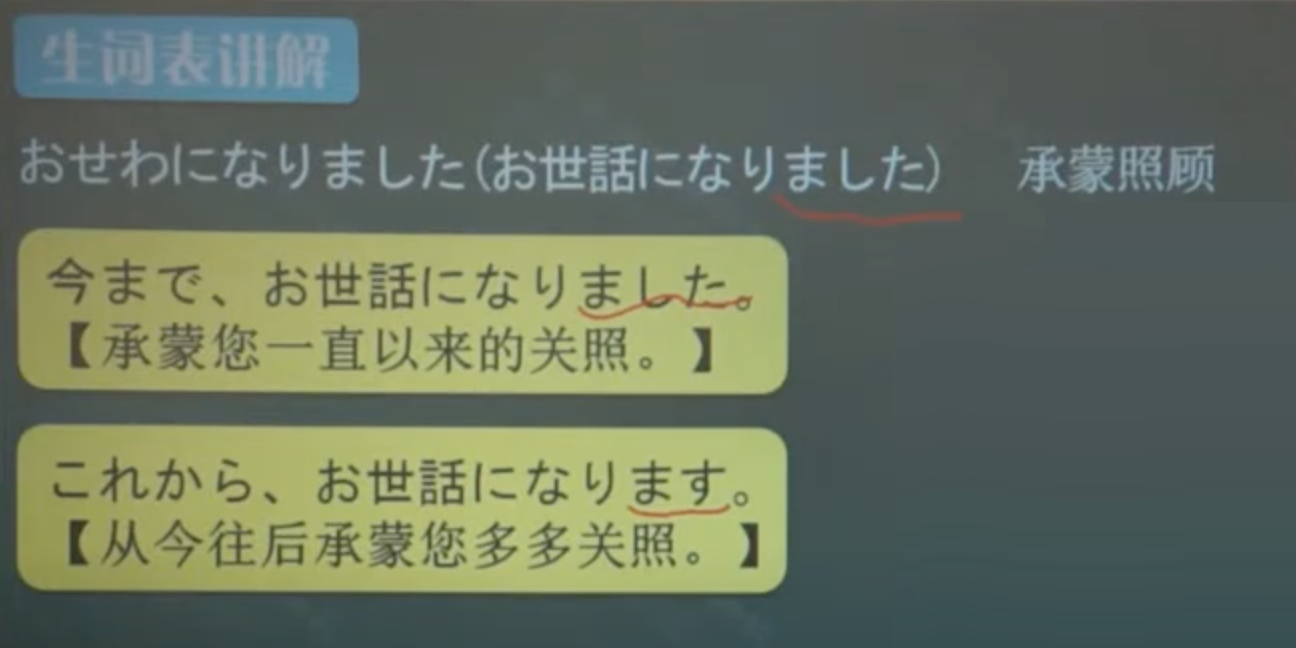 生词表讲解
おせわになりました(お世話になりました) 承蒙照顾
今まで、お世話になりました。
【承蒙您一直以来的关照。】
これから、お世話になります。
【从今往后承蒙您多多关照。】